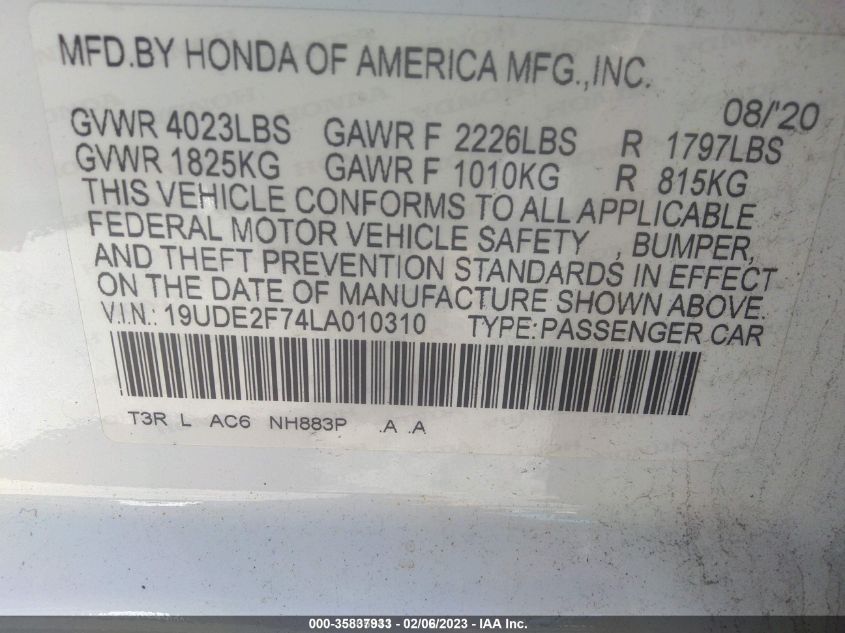 MFD.BY HONDA OF AMERICA MFG.,INC.
08/'20
GVWR 4023LBS GAWR F 2226LBS R 1797LBS
GVWR 1825KG GAWR F 1010KG R 815KG
THIS VEHICLE CONFORMS TO ALL APPLICABLE
FEDERAL MOTOR VEHICLE SAFETY , BUMPER,
AND THEFT PREVENTION STANDARDS IN EFFECT
ON THE DATE OF MANUFACTURE SHOWN ABOVE.
V.I.N.: 19UDE2F74LA010310 TYPE:PASSENGER CAR
T3R L AC6 NH883P .A .A
000-35837933 - 02/06/2023 - IAA Inc.